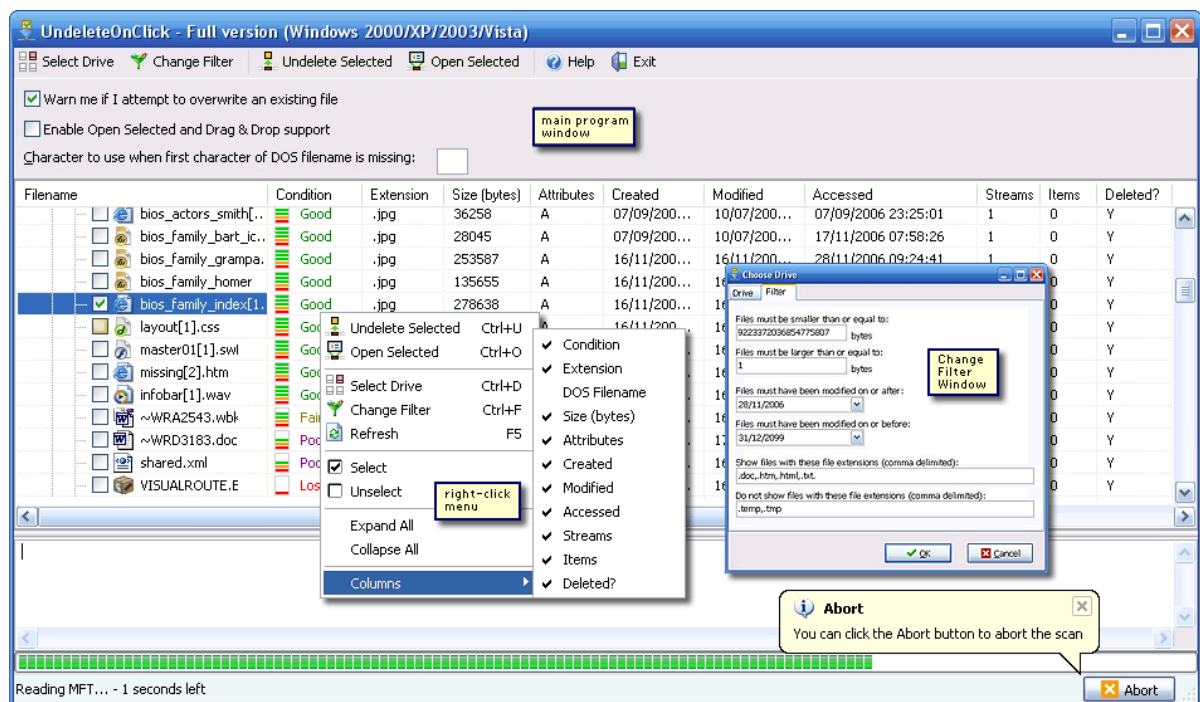 UndeleteOnClick - Full version (Windows 2000/XP/2003/Vista)
Select Drive Change Filter Undelete Selected Open Selected Help Exit
Warn me if I attempt to overwrite an existing file
Enable Open Selected and Drag & Drop support
Character to use when first character of DOS filename is missing:
main program
window
Filename Condition Extension Size (bytes) Attributes Created Modified Accessed Streams Items Deleted?
bios_actors_smith[.. Good .jpg 36258 A 07/09/200... 10/07/200... 07/09/2006 23:25:01 1 0 Y
bios_family_bart_ic.. Good .jpg 28045 A 07/09/200... 10/07/200... 17/11/2006 07:58:26 1 0 Y
bios_family_grampa. Good .jpg 253587 A 16/11/200... 16/11/200... 28/11/2006 09:24:41 1 0 Y
bios_family_homer Good .jpg 135655 A 16/11/200... 0 Y
bios_family_index[1. Good .jpg 278638 A 16/11/200... 0 Y
layout[1].css 0 Y
master01[1].swf 0 Y
missing[2].htm 0 Y
infobar[1].wav 0 Y
~WRA2543.wbk 0 Y
~WRD3183.doc 0 Y
shared.xml 0 Y
VISUALROUTE.E 0 Y
Undelete Selected Ctrl+U
Open Selected Ctrl+O
Select Drive Ctrl+D
Change Filter Ctrl+F
Refresh F5
Select
Unselect
Expand All
Collapse All
Columns
right-click
menu
Condition
Extension
DOS Filename
Size (bytes)
Attributes
Created
Modified
Accessed
Streams
Items
Deleted?
Choose Drive
Drive Filter
Files must be smaller than or equal to:
9223372036854775807 bytes
Files must be larger than or equal to:
1 bytes
Files must have been modified on or after:
28/11/2006
Files must have been modified on or before:
31/12/2099
Show files with these file extensions (comma delimited):
.doc,.htm,.html,.txt.
Do not show files with these file extensions (comma delimited):
.temp,.tmp
OK Cancel
Change
Filter
Window
Abort
You can click the Abort button to abort the scan
Reading MFT... - 1 seconds left
Abort